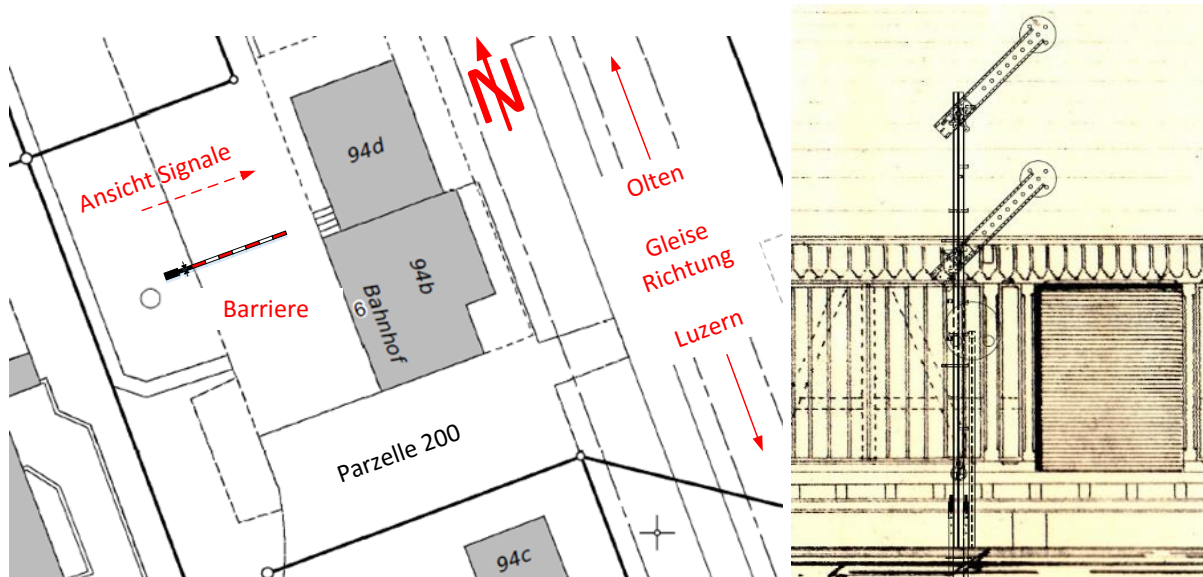 N
94d
Ansicht Signale
Olten
Gleise
Richtung
94b
6
Bahnhof
Barriere
Luzern
Parzelle 200
94c